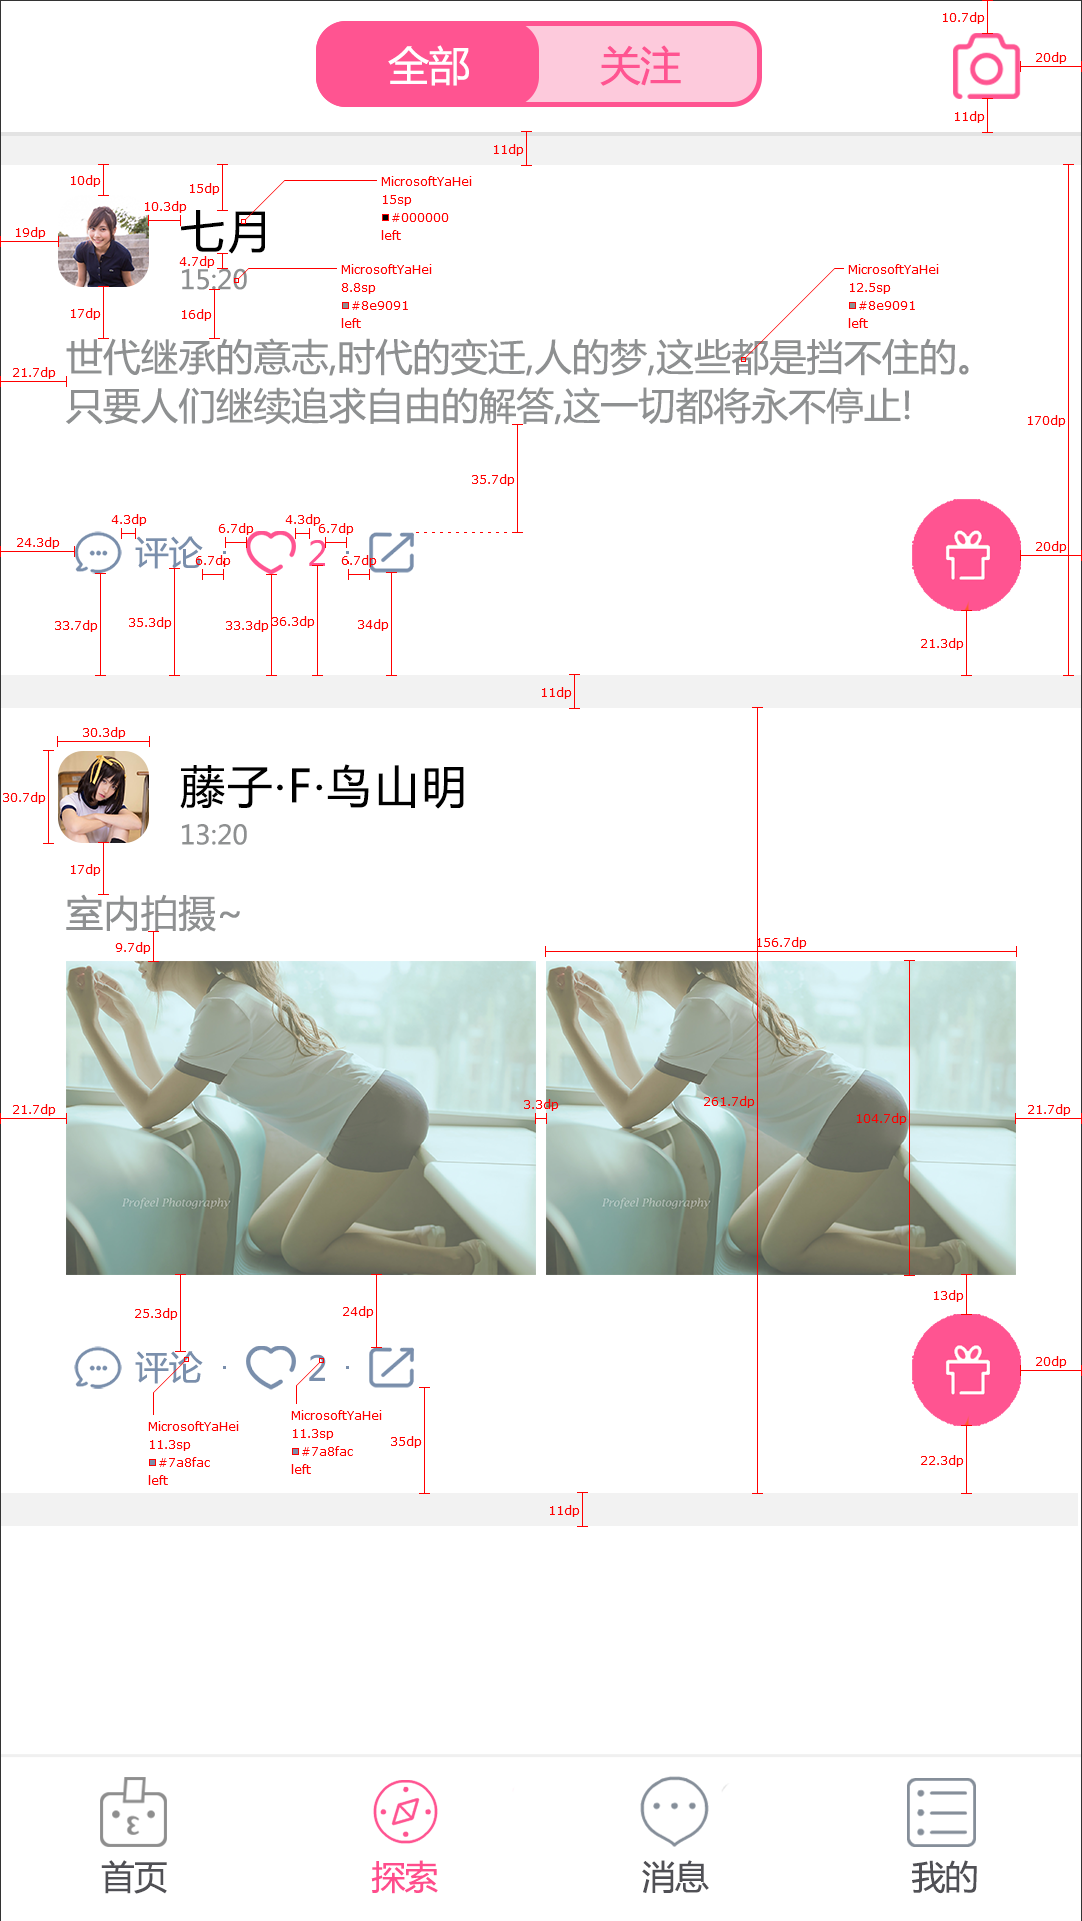 全部 关注
10.7dp
20dp
11dp
11dp
10dp
15dp
MicrosoftYaHei
15sp
#000000
left
10.3dp
七月
19dp
4.7dp
15:20
MicrosoftYaHei
8.8sp
#8e9091
left
MicrosoftYaHei
12.5sp
#8e9091
left
17dp
16dp
世代继承的意志,时代的变迁,人的梦,这些都是挡不住的。
21.7dp
只要人们继续追求自由的解答,这一切都将永不停止!
170dp
35.7dp
4.3dp
6.7dp
4.3dp
6.7dp
24.3dp
评论 · 2 ·
6.7dp
6.7dp
20dp
33.7dp
35.3dp
33.3dp
36.3dp
34dp
21.3dp
11dp
30.3dp
30.7dp
藤子·F·鸟山明
13:20
17dp
室内拍摄~
9.7dp
156.7dp
21.7dp
3.3dp
261.7dp
104.7dp
21.7dp
Profeel Photography
Profeel Photography
25.3dp
24dp
13dp
评论 · 2 ·
20dp
MicrosoftYaHei
11.3sp
#7a8fac
left
MicrosoftYaHei
11.3sp
#7a8fac
left
35dp
22.3dp
11dp
首页 探索 消息 我的